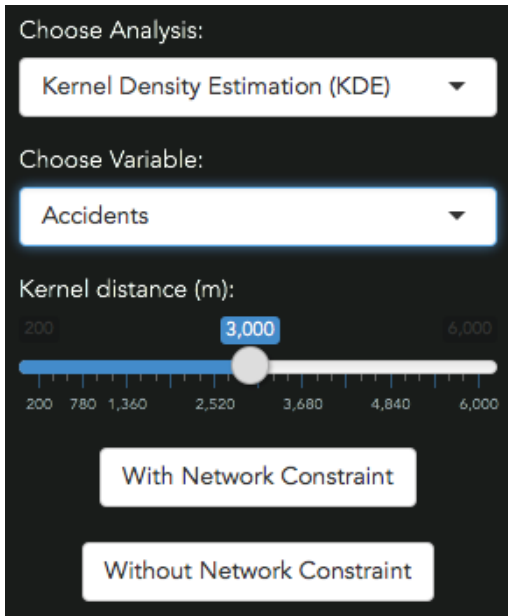 Choose Analysis:
Kernel Density Estimation (KDE)
Choose Variable:
Accidents
Kernel distance (m):
200 3,000 6,000
200 780 1,360 2,520 3,680 4,840 6,000
With Network Constraint
Without Network Constraint